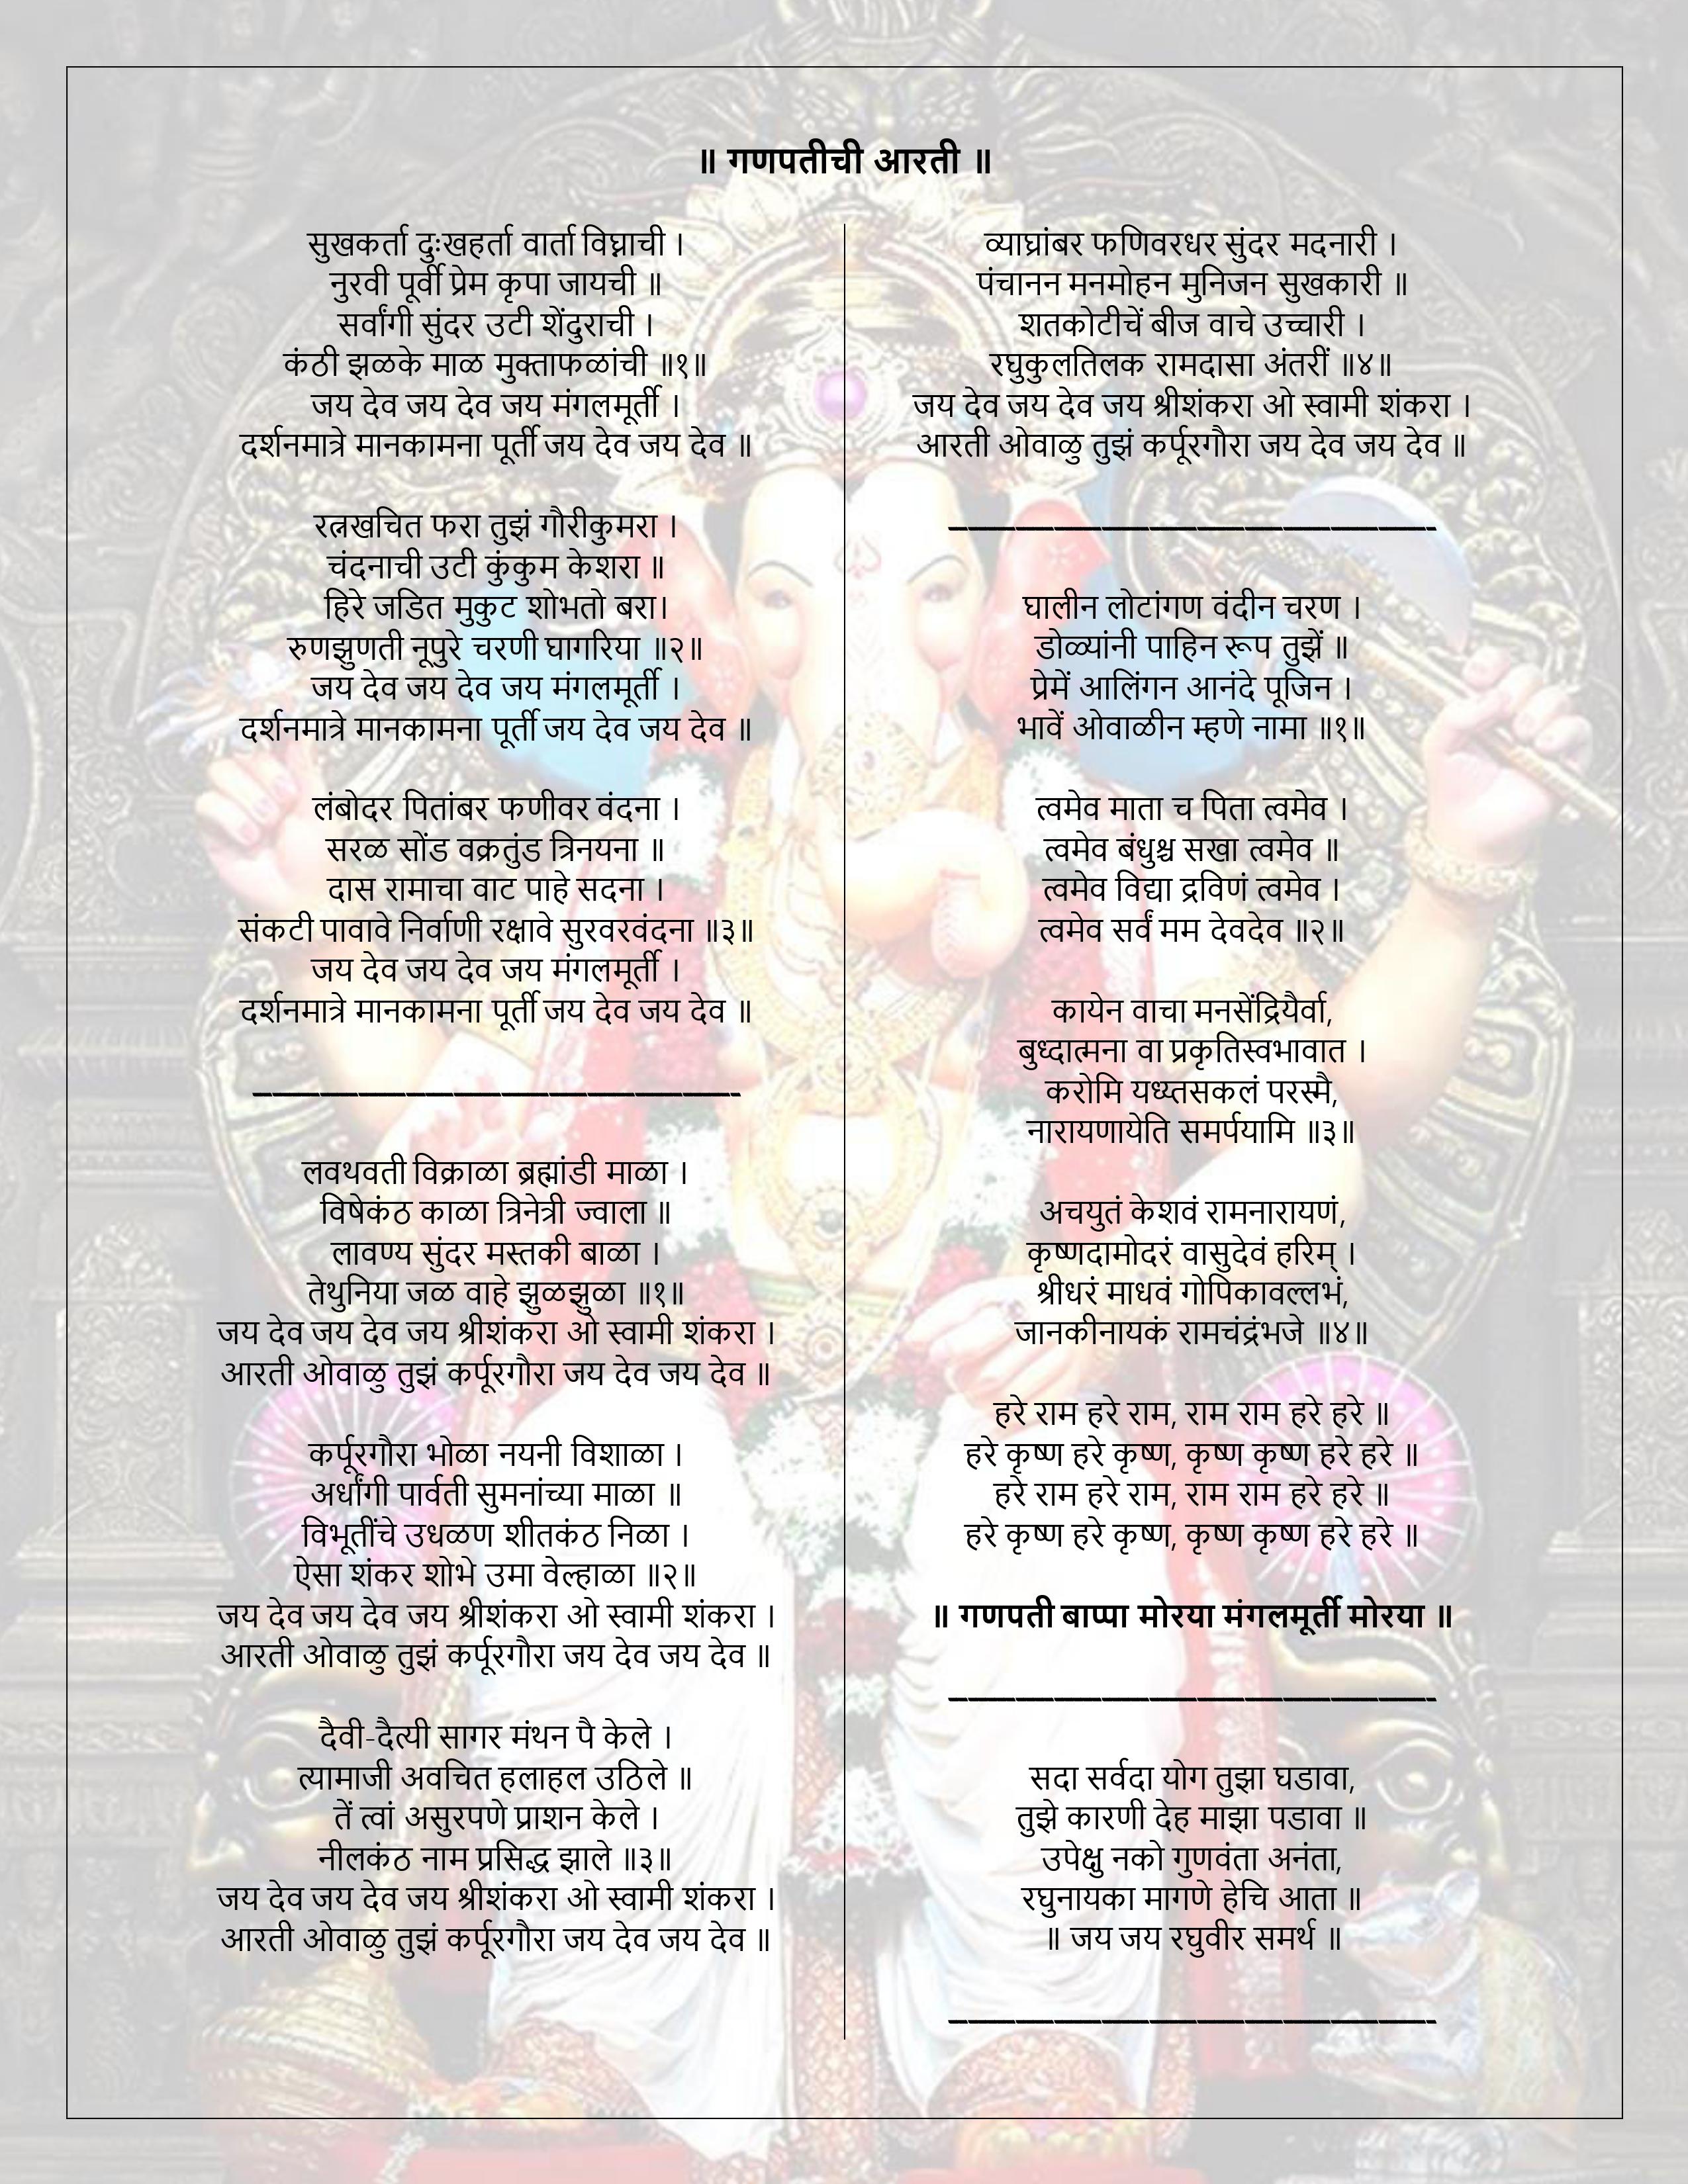 ॥ गणपतीची आरती ॥
सुखकर्ता दुःखहर्ता वार्ता विघ्नाची ।
नुरवी पूर्वी प्रेम कृपा जायची ॥
सर्वांगी सुंदर उटी शेंदुराची ।
कंठी झळके माळ मुक्ताफळांची ॥१॥
जय देव जय देव जय मंगलमूर्ती ।
दर्शनमात्रे मानकामना पूर्ती जय देव जय देव ॥
रत्नखचित फरा तुझं गौरीकुमरा ।
चंदनाची उटी कुंकुम केशरा ॥
हिरे जडित मुकुट शोभतो बरा।
रुणझुणती नूपुरे चरणी घागरिया ॥२॥
जय देव जय देव जय मंगलमूर्ती ।
दर्शनमात्रे मानकामना पूर्ती जय देव जय देव ॥
लंबोदर पितांबर फणीवर वंदना ।
सरळ सोंड वक्रतुंड त्रिनयना ॥
दास रामाचा वाट पाहे सदना ।
संकटी पावावे निर्वाणी रक्षावे सुरवरवंदना ॥३॥
जय देव जय देव जय मंगलमूर्ती ।
दर्शनमात्रे मानकामना पूर्ती जय देव जय देव ॥
लवथवती विक्राळा ब्रह्मांडी माळा ।
विषेकंठ काळा त्रिनेत्री ज्वाला ॥
लावण्य सुंदर मस्तकी बाळा ।
तेथुनिया जळ वाहे झुळझुळा ॥१॥
जय देव जय देव जय श्रीशंकरा ओ स्वामी शंकरा ।
आरती ओवाळु तुझं कर्पूरगौरा जय देव जय देव ॥
कर्पूरगौरा भोळा नयनी विशाळा ।
अर्धांगी पार्वती सुमनांच्या माळा ॥
विभूतींचे उधळण शीतकंठ निळा ।
ऐसा शंकर शोभे उमा वेल्हाळा ॥२॥
जय देव जय देव जय श्रीशंकरा ओ स्वामी शंकरा ।
आरती ओवाळु तुझं कर्पूरगौरा जय देव जय देव ॥
दैवी-दैत्यी सागर मंथन पै केले ।
त्यामाजी अवचित हलाहल उठिले ॥
तें त्वां असुरपणे प्राशन केले ।
नीलकंठ नाम प्रसिद्ध झाले ॥३॥
जय देव जय देव जय श्रीशंकरा ओ स्वामी शंकरा ।
आरती ओवाळु तुझं कर्पूरगौरा जय देव जय देव ॥
व्याघ्रांबर फणिवरधर सुंदर मदनारी ।
पंचानन मनमोहन मुनिजन सुखकारी ॥
शतकोटीचें बीज वाचे उच्चारी ।
रघुकुलतिलक रामदासा अंतरीं ॥४॥
जय देव जय देव जय श्रीशंकरा ओ स्वामी शंकरा ।
आरती ओवाळु तुझं कर्पूरगौरा जय देव जय देव ॥
घालीन लोटांगण वंदीन चरण ।
डोळ्यांनी पाहिन रूप तुझें ॥
प्रेमें आलिंगन आनंदे पूजिन ।
भावें ओवाळीन म्हणे नामा ॥१॥
त्वमेव माता च पिता त्वमेव ।
त्वमेव बंधुश्च सखा त्वमेव ॥
त्वमेव विद्या द्रविणं त्वमेव ।
त्वमेव सर्वं मम देवदेव ॥२॥
कायेन वाचा मनसेंद्रियैर्वा,
बुध्दात्मना वा प्रकृतिस्वभावात ।
करोमि यध्य्तसकलं परस्मै,
नारायणायेति समर्पयामि ॥३॥
अचयुतं केशवं रामनारायणं,
कृष्णदामोदरं वासुदेवं हरिम् ।
श्रीधरं माधवं गोपिकावल्लभं,
जानकीनायकं रामचंद्रंभजे ॥४॥
हरे राम हरे राम, राम राम हरे हरे ॥
हरे कृष्ण हरे कृष्ण, कृष्ण कृष्ण हरे हरे ॥
हरे राम हरे राम, राम राम हरे हरे ॥
हरे कृष्ण हरे कृष्ण, कृष्ण कृष्ण हरे हरे ॥
॥ गणपती बाप्पा मोरया मंगलमूर्ती मोरया ॥
सदा सर्वदा योग तुझा घडावा,
तुझे कारणी देह माझा पडावा ॥
उपेक्षु नको गुणवंता अनंता,
रघुनायका मागणे हेचि आता ॥
॥ जय जय रघुवीर समर्थ ॥